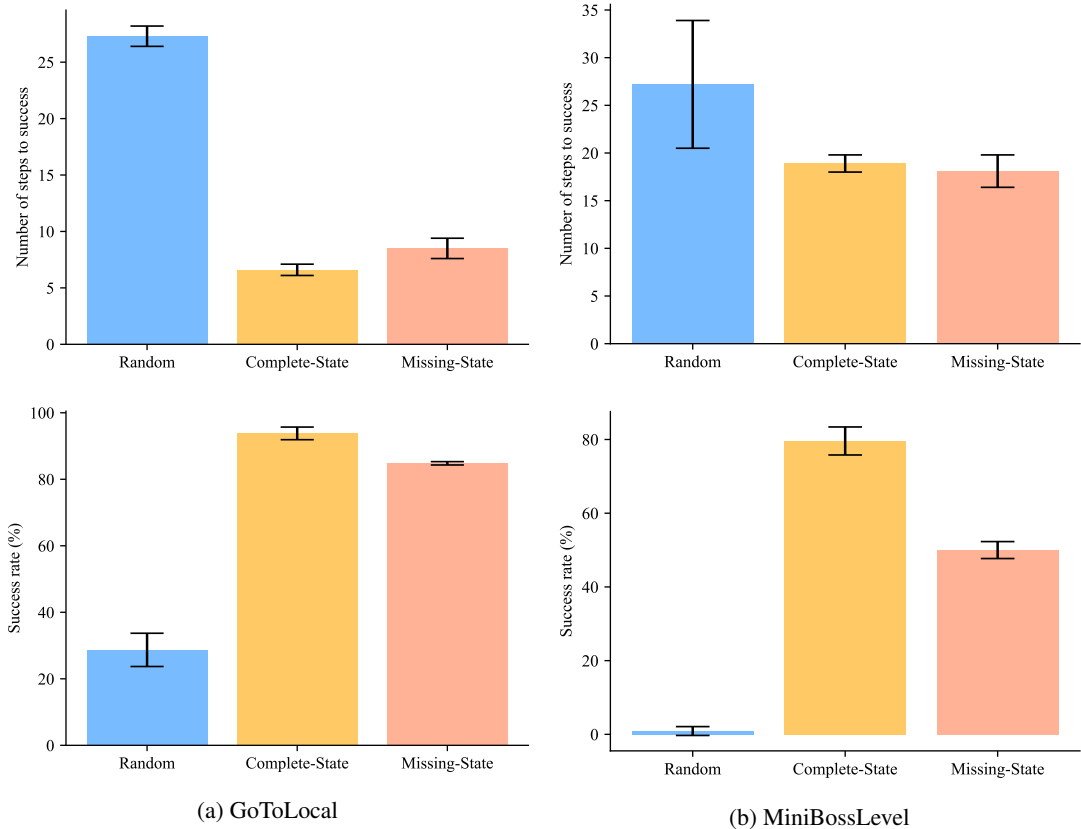 Number of steps to success
25
20
15
10
5
0
Random Complete-State Missing-State
Number of steps to success
35
30
25
20
15
10
5
0
Random Complete-State Missing-State
Success rate (%)
100
80
60
40
20
0
Random Complete-State Missing-State
(a) GoToLocal
Success rate (%)
80
60
40
20
0
Random Complete-State Missing-State
(b) MiniBossLevel